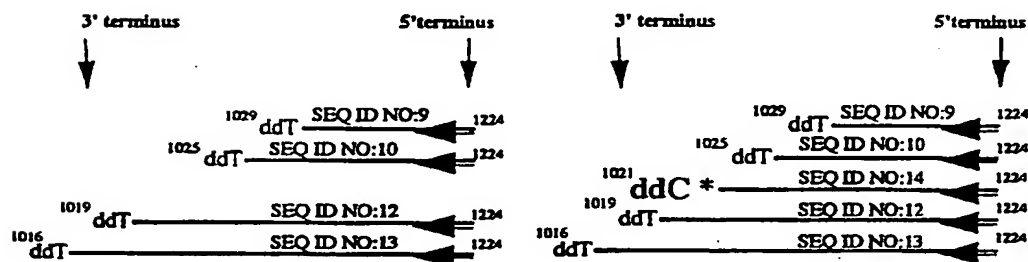 3' terminus 5'terminus
1029 ddT SEQ ID NO:9 1224
1025 ddT SEQ ID NO:10 1224
1019 ddT SEQ ID NO:12 1224
1016 ddT SEQ ID NO:13 1224
3' terminus 5'terminus
1029 ddT SEQ ID NO:9 1224
1025 ddT SEQ ID NO:10 1224
1021 ddC * SEQ ID NO:14 1224
1019 ddT SEQ ID NO:12 1224
1016 ddT SEQ ID NO:13 1224